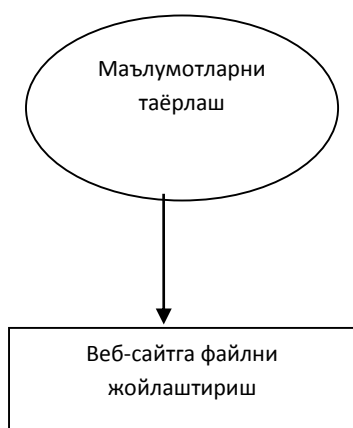 Маълумотларни
таёрлаш
Веб-сайтга файлни
жойлаштириш